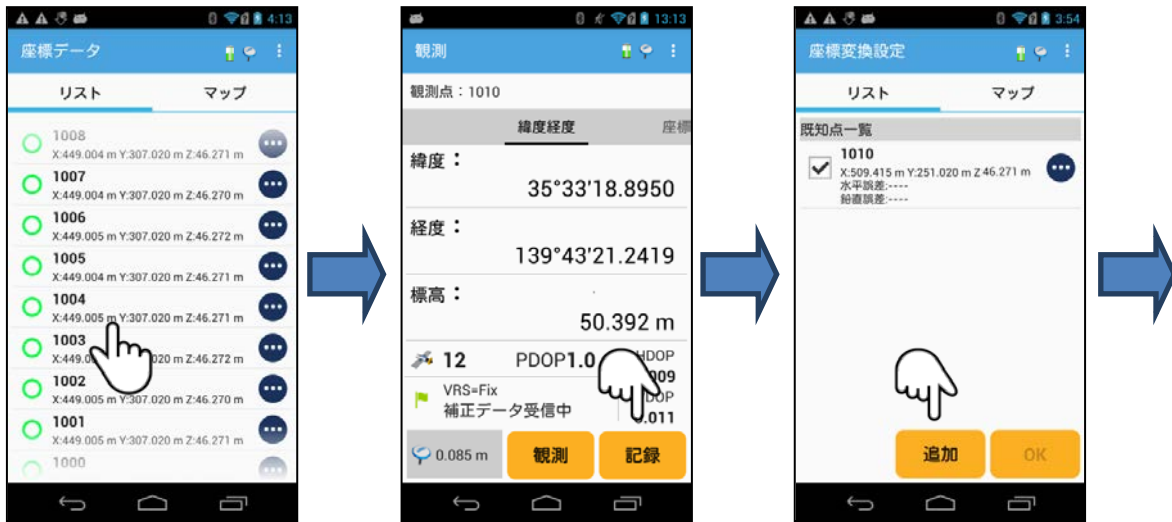 4:13
座標データ
リスト マップ
1008
X:449.004 m Y:307.020 m Z:46.271 m
1007
X:449.004 m Y:307.020 m Z:46.270 m
1006
X:449.005 m Y:307.020 m Z:46.272 m
1005
X:449.004 m Y:307.020 m Z:46.271 m
1004
X:449.005 m Y:307.020 m Z:46.271 m
1003
X:449.0 020 m Z:46.272 m
1002
X:449.005 m Y:307.020 m Z:46.270 m
1001
X:449.005 m Y:307.020 m Z:46.271 m
1000
13:13
観測
観測点：1010
緯度経度 座標
緯度：
35°33'18.8950
経度：
139°43'21.2419
標高：
50.392 m
12 PDOP1.0 HDOP
009
VRS=Fix
補正データ受信中
.011
0.085 m 観測 記録
3:54
座標変換設定
リスト マップ
既知点一覧
1010
X:509.415 m Y:251.020 m Z 46.271 m
水平誤差:----
鉛直誤差:----
追加 OK